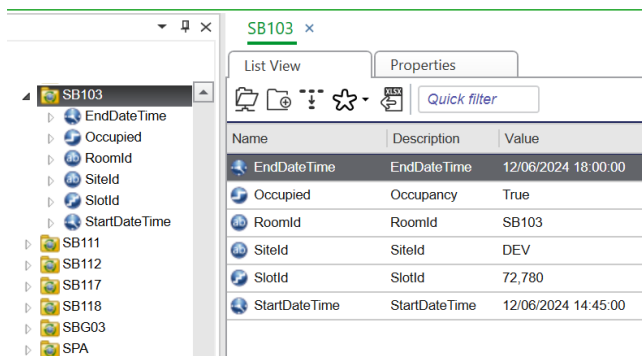 SB103
EndDateTime
Occupied
RoomId
SiteId
SlotId
StartDateTime
SB111
SB112
SB117
SB118
SBG03
SPA
SB103
List View Properties
XLSX Quick filter
Name Description Value
EndDateTime EndDateTime 12/06/2024 18:00:00
Occupied Occupancy True
RoomId RoomId SB103
SiteId SiteId DEV
SlotId SlotId 72,780
StartDateTime StartDateTime 12/06/2024 14:45:00